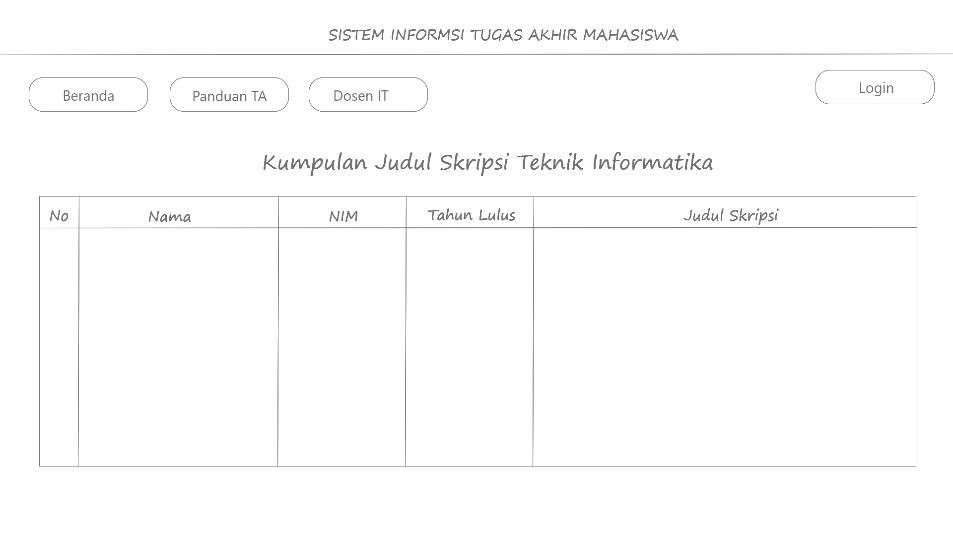 SISTEM INFORMSI TUGAS AKHIR MAHASISWA
Beranda Panduan TA Dosen IT Login
Kumpulan Judul Skripsi Teknik Informatika
No Nama NIM Tahun Lulus Judul Skripsi